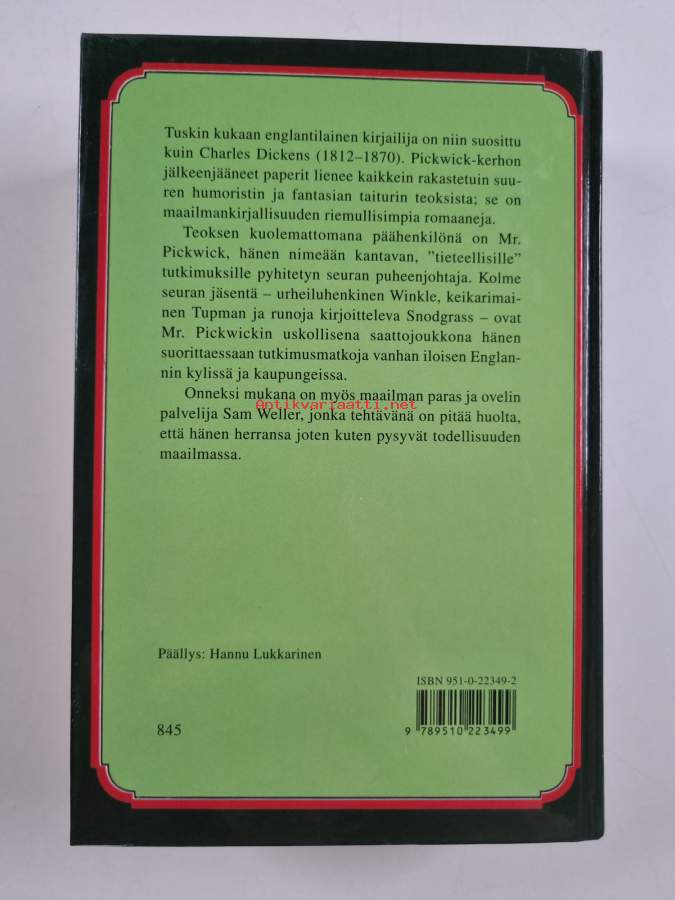 Tuskin kukaan englantilainen kirjailija on niin suosittu
kuin Charles Dickens (1812–1870). Pickwick-kerhon
jälkeenjääneet paperit lienee kaikkein rakastetuin suu-
ren humoristin ja fantasian taiturin teoksista; se on
maailmankirjallisuuden riemullisimpia romaaneja.
Teoksen kuolemattomana päähenkilönä on Mr.
Pickwick, hänen nimeään kantavan, ”tieteellisille”
tutkimuksille pyhitetyn seuran puheenjohtaja. Kolme
seuran jäsentä – urheiluhenkinen Winkle, keikarimai-
nen Tupman ja runoja kirjoitteleva Snodgrass – ovat
Mr. Pickwickin uskollisena saattojoukkona hänen
suorittaessaan tutkimusmatkoja vanhan iloisen Englan-
nin kylissä ja kaupungeissa.
Onneksi mukana on myös maailman paras ja ovelin
Antikvariaatti.net
palvelija Sam Weller, jonka tehtävänä on pitää huolta,
että hänen herransa joten kuten pysyvät todellisuuden
maailmassa.
Päällys: Hannu Lukkarinen
ISBN 951-0-22349-2
9 789510 223499
845